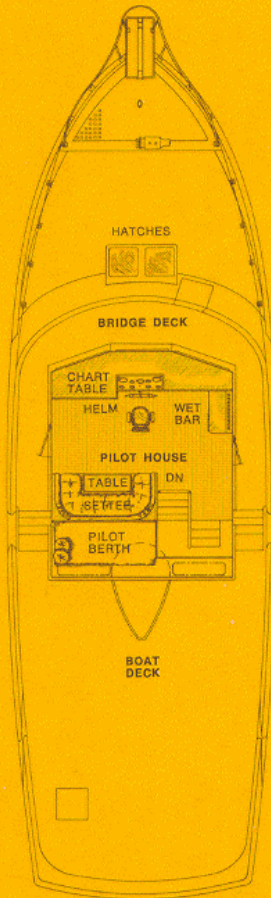 HATCHES
BRIDGE DECK
CHART
TABLE
HELM
WET
BAR
PILOT HOUSE
TABLE
DN
SETTEE
PILOT
BERTH
BOAT
DECK